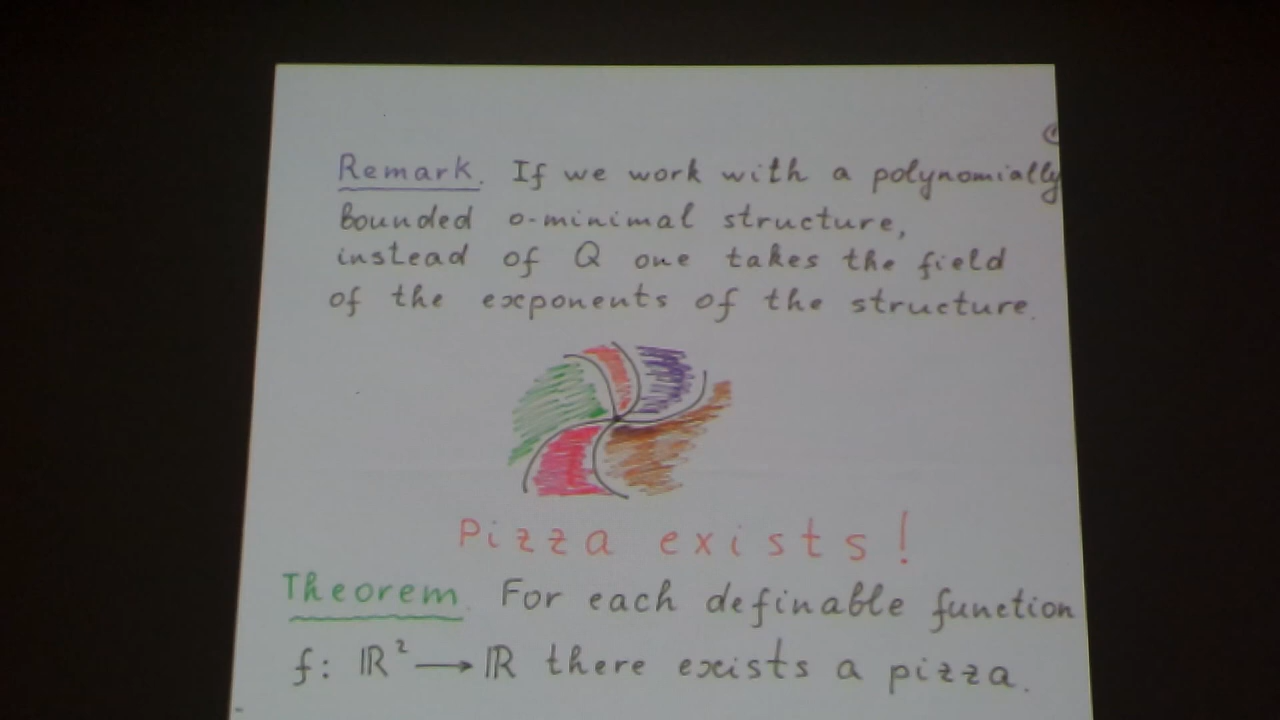 Remark. If we work with a polynomially
bounded o-minimal structure,
instead of Q one takes the field
of the exponents of the structure.
Pizza exists!
Theorem. For each definable function
f: ℝ² ⟶ ℝ there exists a pizza.